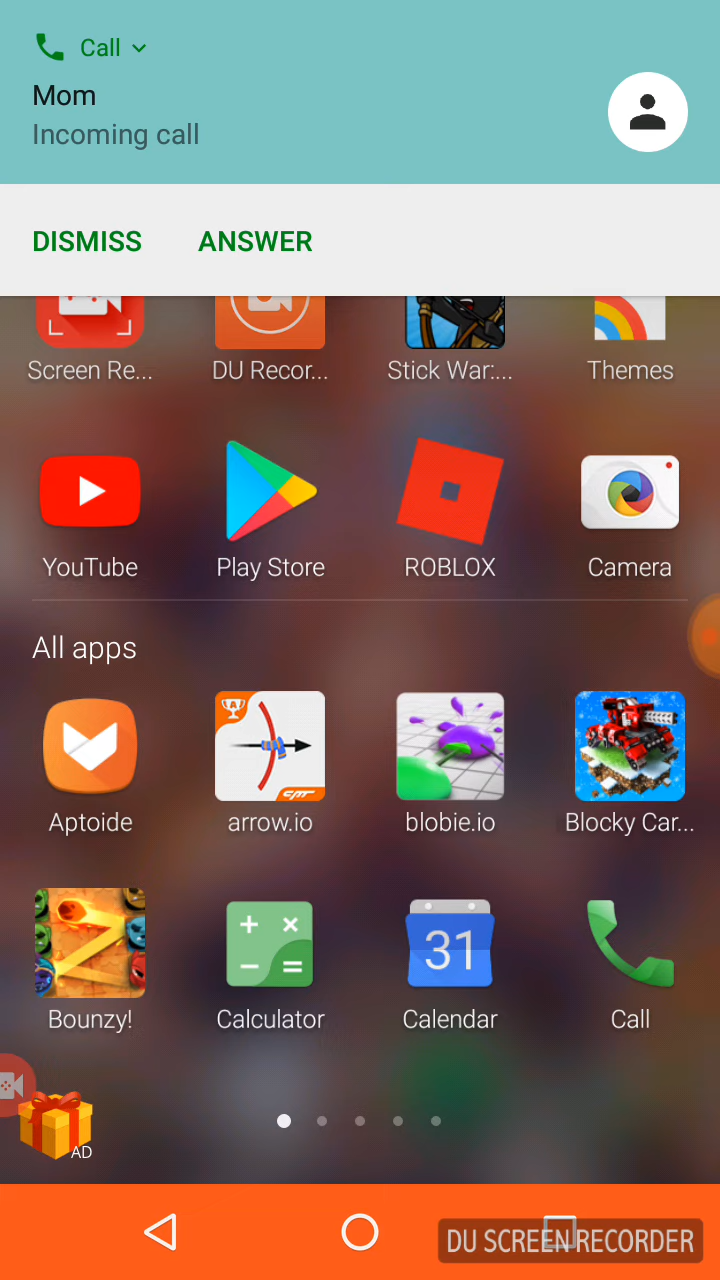 Call
Mom
Incoming call
DISMISS ANSWER
Screen Re... DU Recor... Stick War:... Themes
YouTube Play Store ROBLOX Camera
All apps
Aptoide arrow.io blobie.io Blocky Car...
31
Bounzy! Calculator Calendar Call
AD
DU SCREEN RECORDER